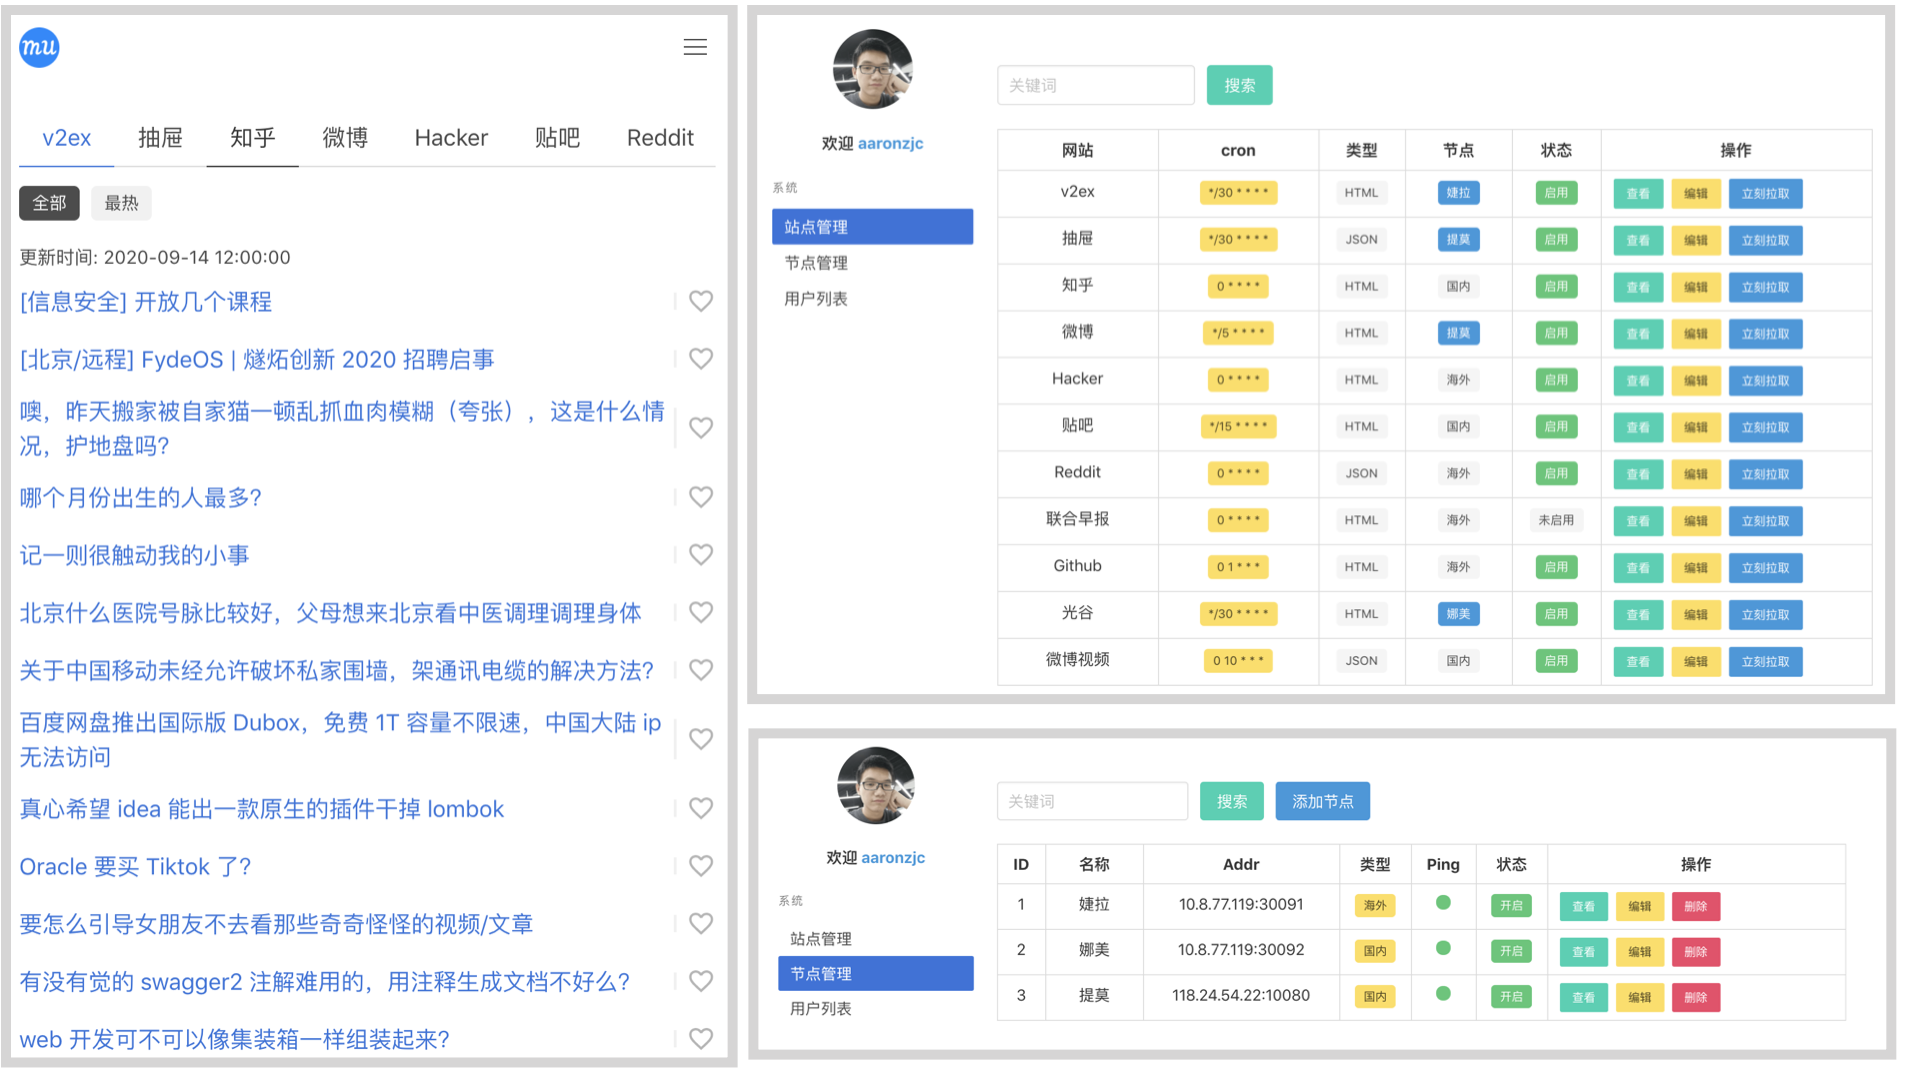 mu
v2ex 抽屉 知乎 微博 Hacker 贴吧 Reddit
全部 最热
更新时间: 2020-09-14 12:00:00
[信息安全] 开放几个课程
[北京/远程] FydeOS | 燧炻创新 2020 招聘启事
噢，昨天搬家被自家猫一顿乱抓血肉模糊（夸张），这是什么情
况，护地盘吗?
哪个月份出生的人最多?
记一则很触动我的小事
北京什么医院号脉比较好，父母想来北京看中医调理调理身体
关于中国移动未经允许破坏私家围墙，架通讯电缆的解决方法?
百度网盘推出国际版 Dubox，免费 1T 容量不限速，中国大陆 ip
无法访问
真心希望 idea 能出一款原生的插件干掉 lombok
Oracle 要买 Tiktok 了?
要怎么引导女朋友不去看那些奇奇怪怪的视频/文章
有没有觉的 swagger2 注解难用的，用注释生成文档不好么?
web 开发可不可以像集装箱一样组装起来?
欢迎 aaronzjc
系统
站点管理
节点管理
用户列表
关键词 搜索
网站 cron 类型 节点 状态 操作
v2ex */30 * * * * HTML 婕拉 启用 查看 编辑 立刻拉取
抽屉 */30 * * * * JSON 提莫 启用 查看 编辑 立刻拉取
知乎 0 * * * * HTML 国内 启用 查看 编辑 立刻拉取
微博 */5 * * * * HTML 提莫 启用 查看 编辑 立刻拉取
Hacker 0 * * * * HTML 海外 启用 查看 编辑 立刻拉取
贴吧 */15 * * * * HTML 国内 启用 查看 编辑 立刻拉取
Reddit 0 * * * * JSON 海外 启用 查看 编辑 立刻拉取
联合早报 0 * * * * HTML 海外 未启用 查看 编辑 立刻拉取
Github 0 1 * * * HTML 海外 启用 查看 编辑 立刻拉取
光谷 */30 * * * * HTML 娜美 启用 查看 编辑 立刻拉取
微博视频 0 10 * * * JSON 国内 启用 查看 编辑 立刻拉取
欢迎 aaronzjc
系统
站点管理
节点管理
用户列表
关键词 搜索 添加节点
ID 名称 Addr 类型 Ping 状态 操作
1 婕拉 10.8.77.119:30091 海外 开启 查看 编辑 删除
2 娜美 10.8.77.119:30092 国内 开启 查看 编辑 删除
3 提莫 118.24.54.22:10080 国内 开启 查看 编辑 删除